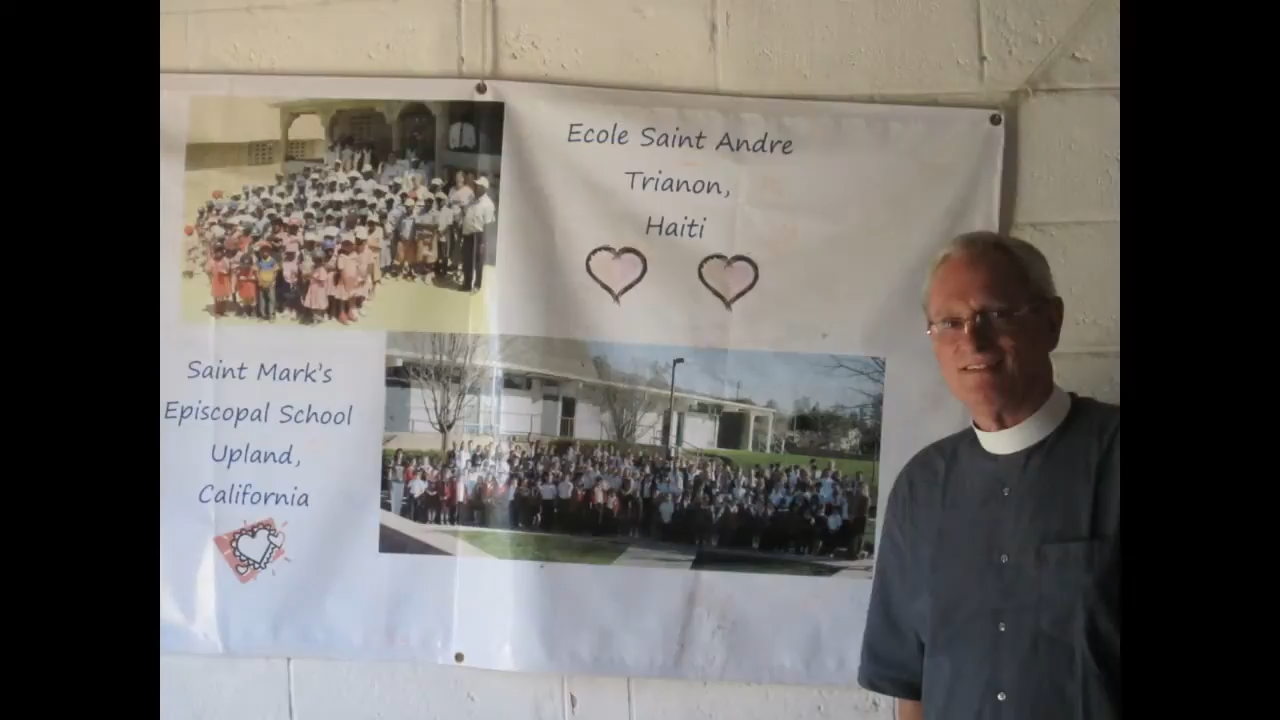 Ecole Saint Andre
Trianon,
Haiti
Saint Mark's
Episcopal School
Upland,
California